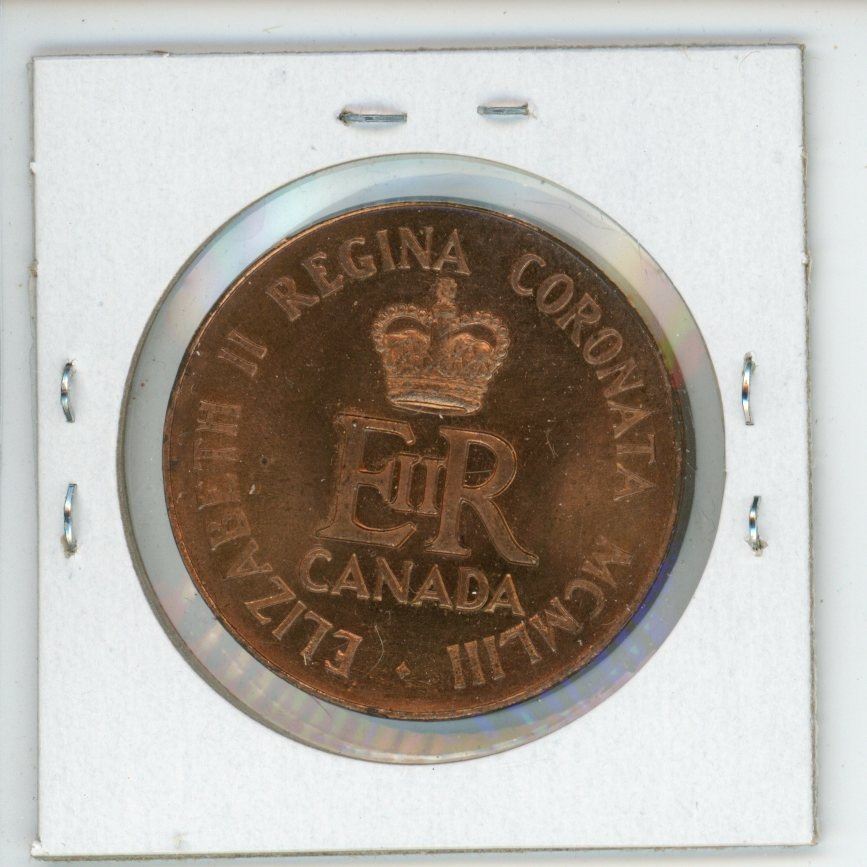 ELIZABETH II REGINA CORONATA MCMLIII
EIIR
CANADA